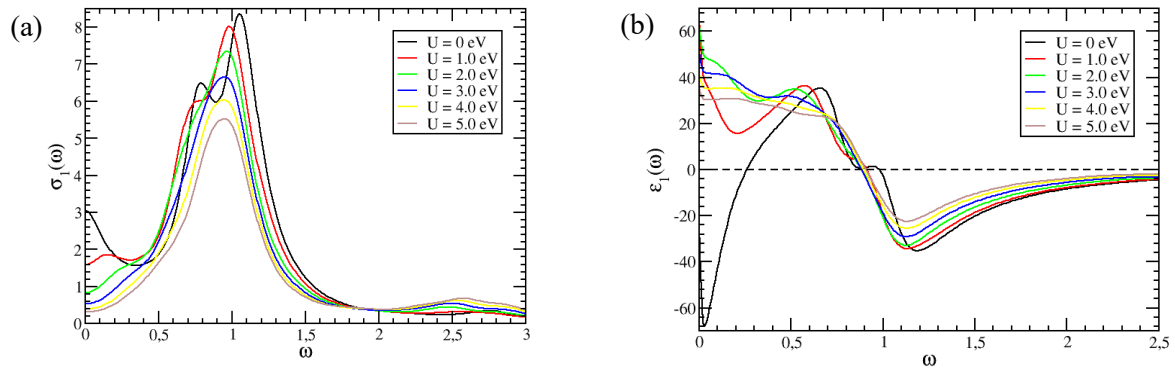 (a)
σ₁(ω)
8
7
6
5
4
3
2
1
0
0
0,5
1
1,5
2
2,5
3
ω
U = 0 eV
U = 1.0 eV
U = 2.0 eV
U = 3.0 eV
U = 4.0 eV
U = 5.0 eV
(b)
ε₁(ω)
60
40
20
0
-20
-40
-60
0
0,5
1
1,5
2
2,5
ω
U = 0 eV
U = 1.0 eV
U = 2.0 eV
U = 3.0 eV
U = 4.0 eV
U = 5.0 eV